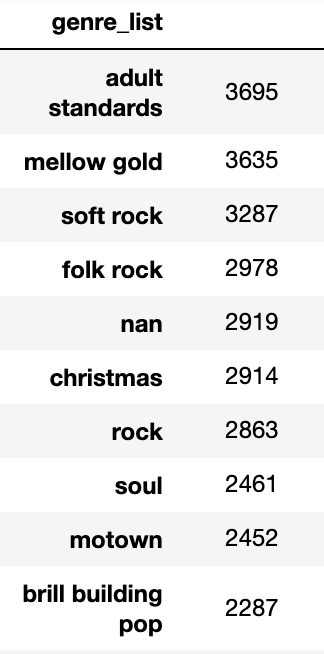 genre_list
adult
standards 3695
mellow gold 3635
soft rock 3287
folk rock 2978
nan 2919
christmas 2914
rock 2863
soul 2461
motown 2452
brill building
pop 2287